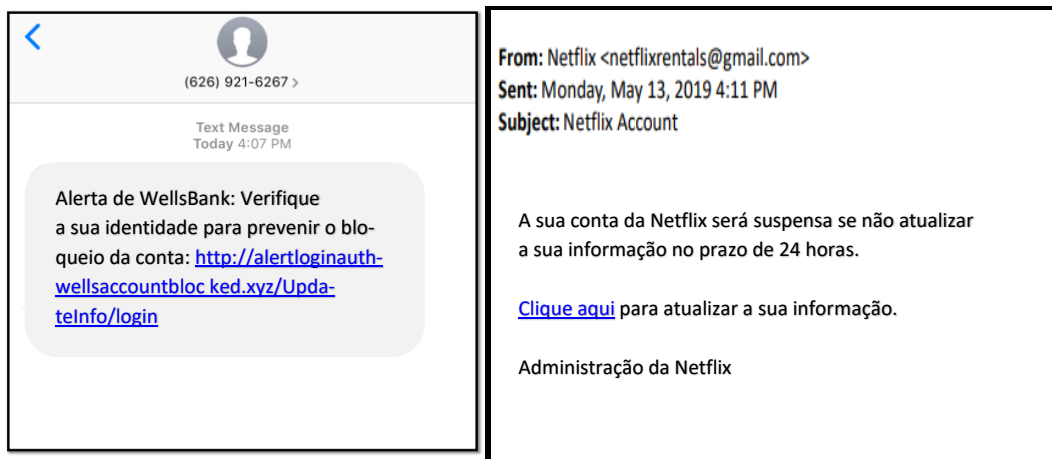 (626) 921-6267 >
Text Message
Today 4:07 PM
Alerta de WellsBank: Verifique
a sua identidade para prevenir o blo-
queio da conta: http://alertloginauth-
wellsaccountbloc ked.xyz/Upda-
teInfo/login
From: Netflix <netflixrentals@gmail.com>
Sent: Monday, May 13, 2019 4:11 PM
Subject: Netflix Account
A sua conta da Netflix será suspensa se não atualizar
a sua informação no prazo de 24 horas.
Clique aqui para atualizar a sua informação.
Administração da Netflix